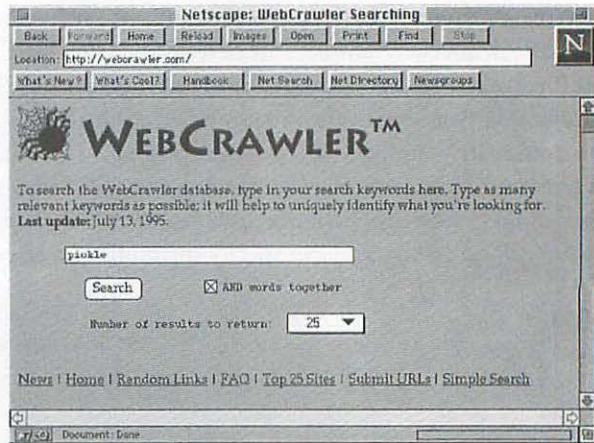 Netscape: WebCrawler Searching
Back Forward Home Reload Images Open Print Find Stop
Location: http://webcrawler.com/
N
What's New? What's Cool? Handbook Net Search Net Directory Newsgroups
WEBCRAWLER™
To search the WebCrawler database, type in your search keywords here. Type as many
relevant keywords as possible; it will help to uniquely identify what you're looking for.
Last update: July 13, 1995.
pickle
Search AND words together
Number of results to return: 25
News | Home | Random Links | FAQ | Top 25 Sites | Submit URLs | Simple Search
Document: Done